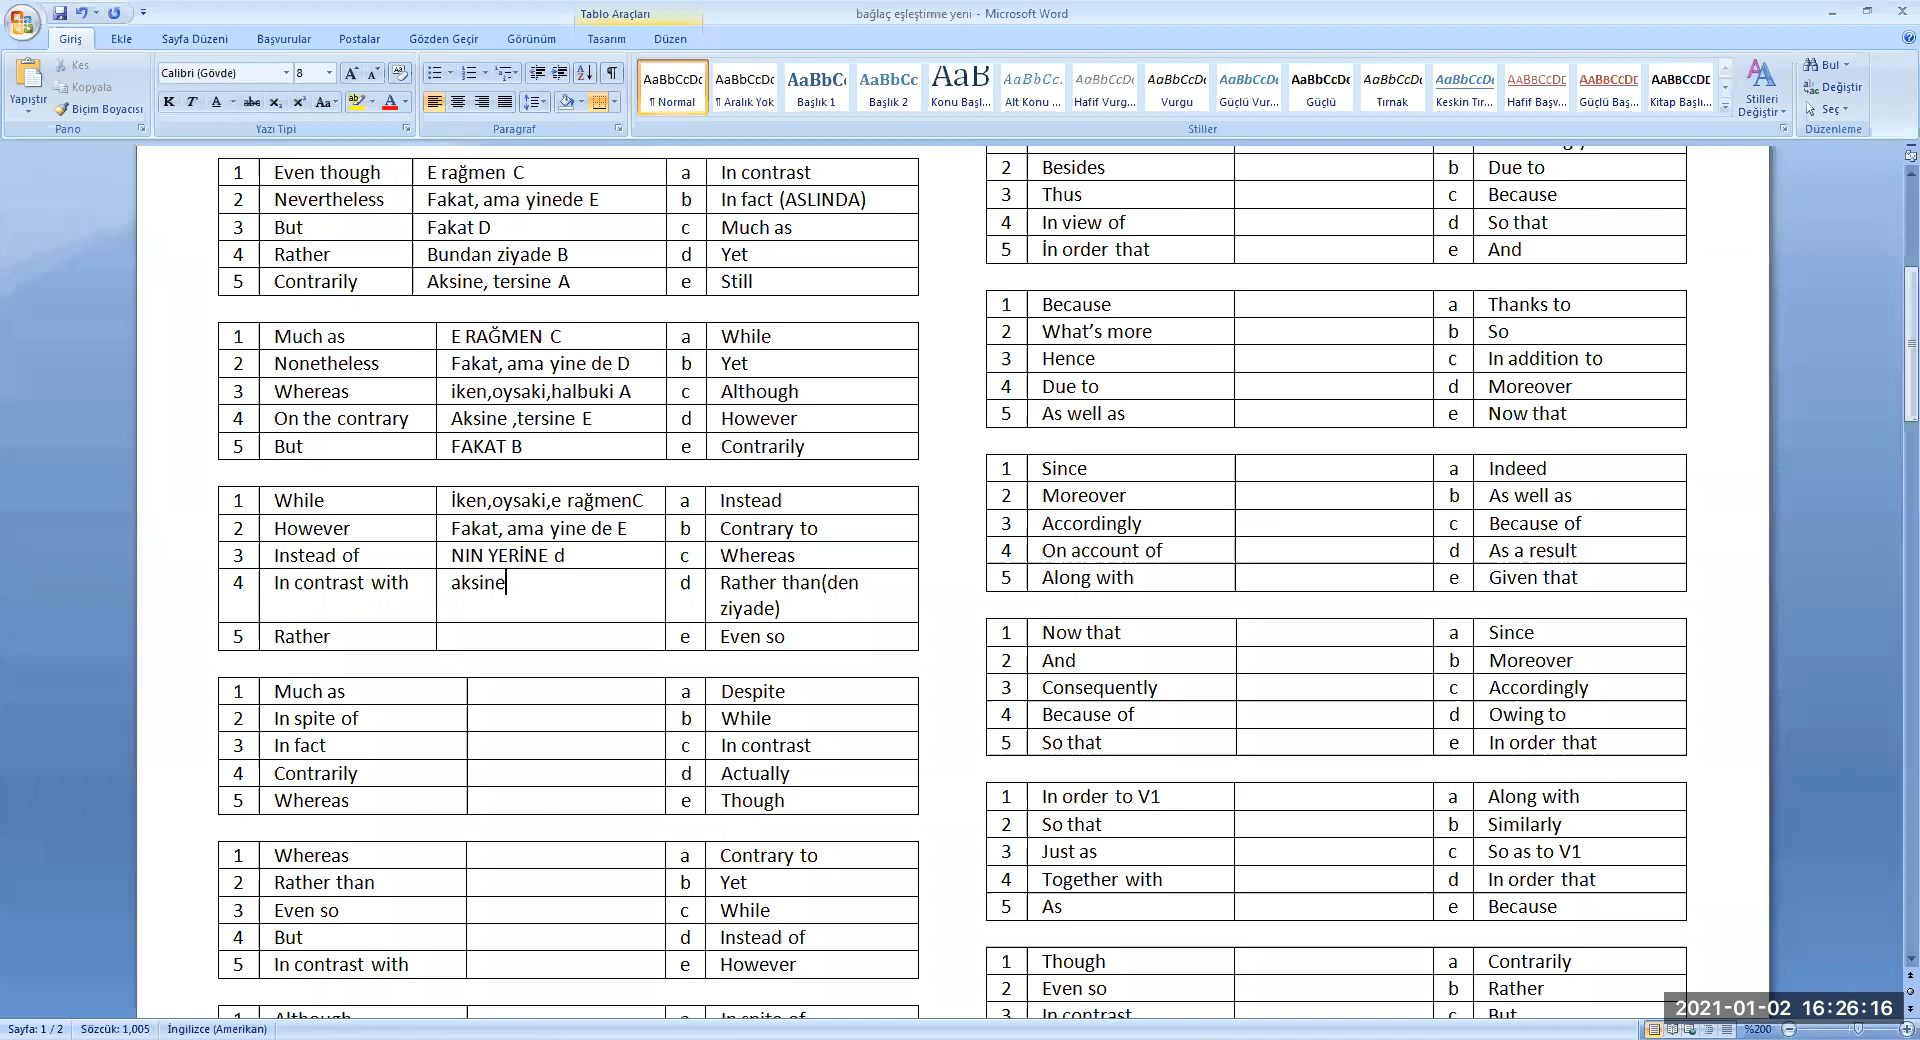 Tablo Araçları
bağlaç eşleştirme yeni - Microsoft Word
Giriş Ekle Sayfa Düzeni Başvurular Postalar Gözden Geçir Görünüm Tasarım Düzen
Yapıştır
Kes
Kopyala
Biçim Boyacısı
Pano
Calibri (Gövde) 8
K T A abc x₂ x² Aa ab A
Yazı Tipi
Paragraf
AaBbCcDc AaBbCcDc AaBbC AaBbCc AaB AaBbCc. AaBbCcDc AaBbCcDc AaBbCcDc AaBbCcDc AaBbCcDc AaBbCcDc AABBCCDE AABBCCDE AABBCCDE
¶ Normal ¶ Aralık Yok Başlık 1 Başlık 2 Konu Başl... Alt Konu ... Hafif Vurg... Vurgu Güçlü Vur... Güçlü Tırnak Keskin Tır... Hafif Başv... Güçlü Baş... Kitap Başlı...
Stilleri Değiştir
Stiller
Bul
Değiştir
Seç
Düzenleme
1 Even though E rağmen C a In contrast
2 Nevertheless Fakat, ama yinede E b In fact (ASLINDA)
3 But Fakat D c Much as
4 Rather Bundan ziyade B d Yet
5 Contrarily Aksine, tersine A e Still
1 Much as E RAĞMEN C a While
2 Nonetheless Fakat, ama yine de D b Yet
3 Whereas iken,oysaki,halbuki A c Although
4 On the contrary Aksine ,tersine E d However
5 But FAKAT B e Contrarily
1 While İken,oysaki,e rağmenC a Instead
2 However Fakat, ama yine de E b Contrary to
3 Instead of NIN YERİNE d c Whereas
4 In contrast with aksine d Rather than(den
ziyade)
5 Rather e Even so
1 Much as a Despite
2 In spite of b While
3 In fact c In contrast
4 Contrarily d Actually
5 Whereas e Though
1 Whereas a Contrary to
2 Rather than b Yet
3 Even so c While
4 But d Instead of
5 In contrast with e However
1 Although a In spite of
2 Besides b Due to
3 Thus c Because
4 In view of d So that
5 İn order that e And
1 Because a Thanks to
2 What’s more b So
3 Hence c In addition to
4 Due to d Moreover
5 As well as e Now that
1 Since a Indeed
2 Moreover b As well as
3 Accordingly c Because of
4 On account of d As a result
5 Along with e Given that
1 Now that a Since
2 And b Moreover
3 Consequently c Accordingly
4 Because of d Owing to
5 So that e In order that
1 In order to V1 a Along with
2 So that b Similarly
3 Just as c So as to V1
4 Together with d In order that
5 As e Because
1 Though a Contrarily
2 Even so b Rather
3 In contrast c But
2021-01-02 16:26:16
Sayfa: 1 / 2 Sözcük: 1,005 İngilizce (Amerikan) %200